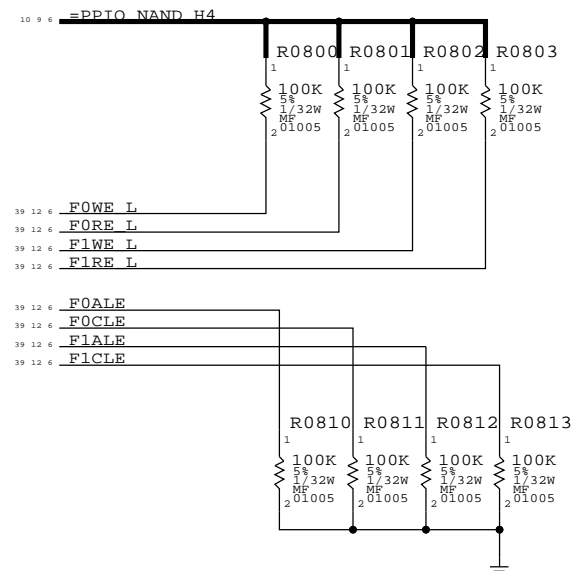 10 9 6 =PPIO_NAND_H4
R0800 R0801 R0802 R0803
1 1 1 1
100K 100K 100K 100K
5% 5% 5% 5%
1/32W 1/32W 1/32W 1/32W
MF MF MF MF
2 01005 2 01005 2 01005 2 01005
39 12 6 F0WE_L
39 12 6 F0RE_L
39 12 6 F1WE_L
39 12 6 F1RE_L
39 12 6 F0ALE
39 12 6 F0CLE
39 12 6 F1ALE
39 12 6 F1CLE
R0810 R0811 R0812 R0813
1 1 1 1
100K 100K 100K 100K
5% 5% 5% 5%
1/32W 1/32W 1/32W 1/32W
MF MF MF MF
2 01005 2 01005 2 01005 2 01005